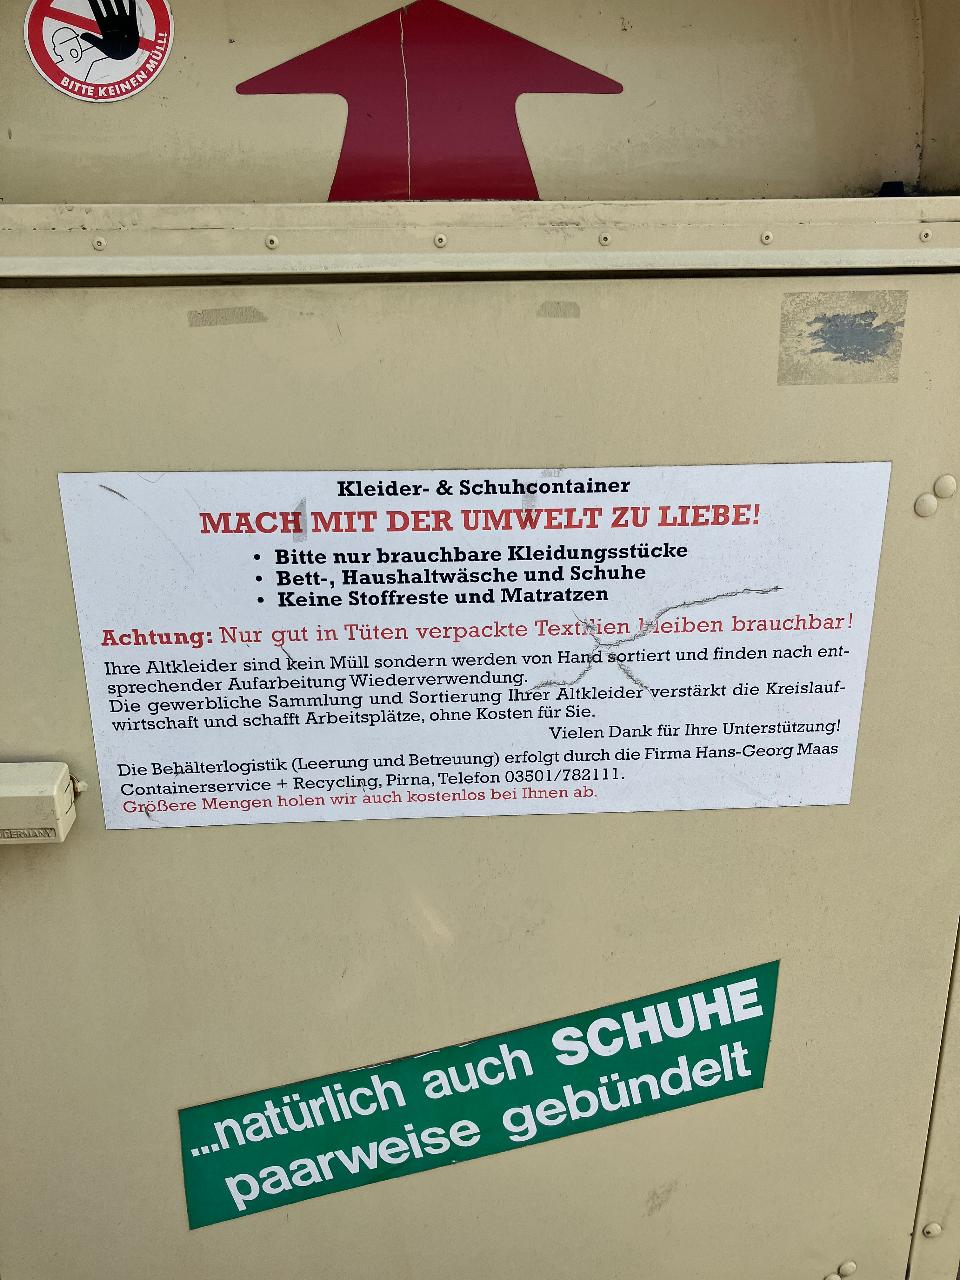 BITTE KEINEN MÜLL!
Kleider- & Schuhcontainer
MACH MIT DER UMWELT ZU LIEBE!
• Bitte nur brauchbare Kleidungsstücke
• Bett-, Haushaltwäsche und Schuhe
• Keine Stoffreste und Matratzen
Achtung: Nur gut in Tüten verpackte Textilien bleiben brauchbar!
Ihre Altkleider sind kein Müll sondern werden von Hand sortiert und finden nach ent-
sprechender Aufarbeitung Wiederverwendung.
Die gewerbliche Sammlung und Sortierung Ihrer Altkleider verstärkt die Kreislauf-
wirtschaft und schafft Arbeitsplätze, ohne Kosten für Sie.
Vielen Dank für Ihre Unterstützung!
Die Behälterlogistik (Leerung und Betreuung) erfolgt durch die Firma Hans-Georg Maas
Containerservice + Recycling, Pirna, Telefon 03501/782111.
Größere Mengen holen wir auch kostenlos bei Ihnen ab.
GERMANY
...natürlich auch SCHUHE
paarweise gebündelt